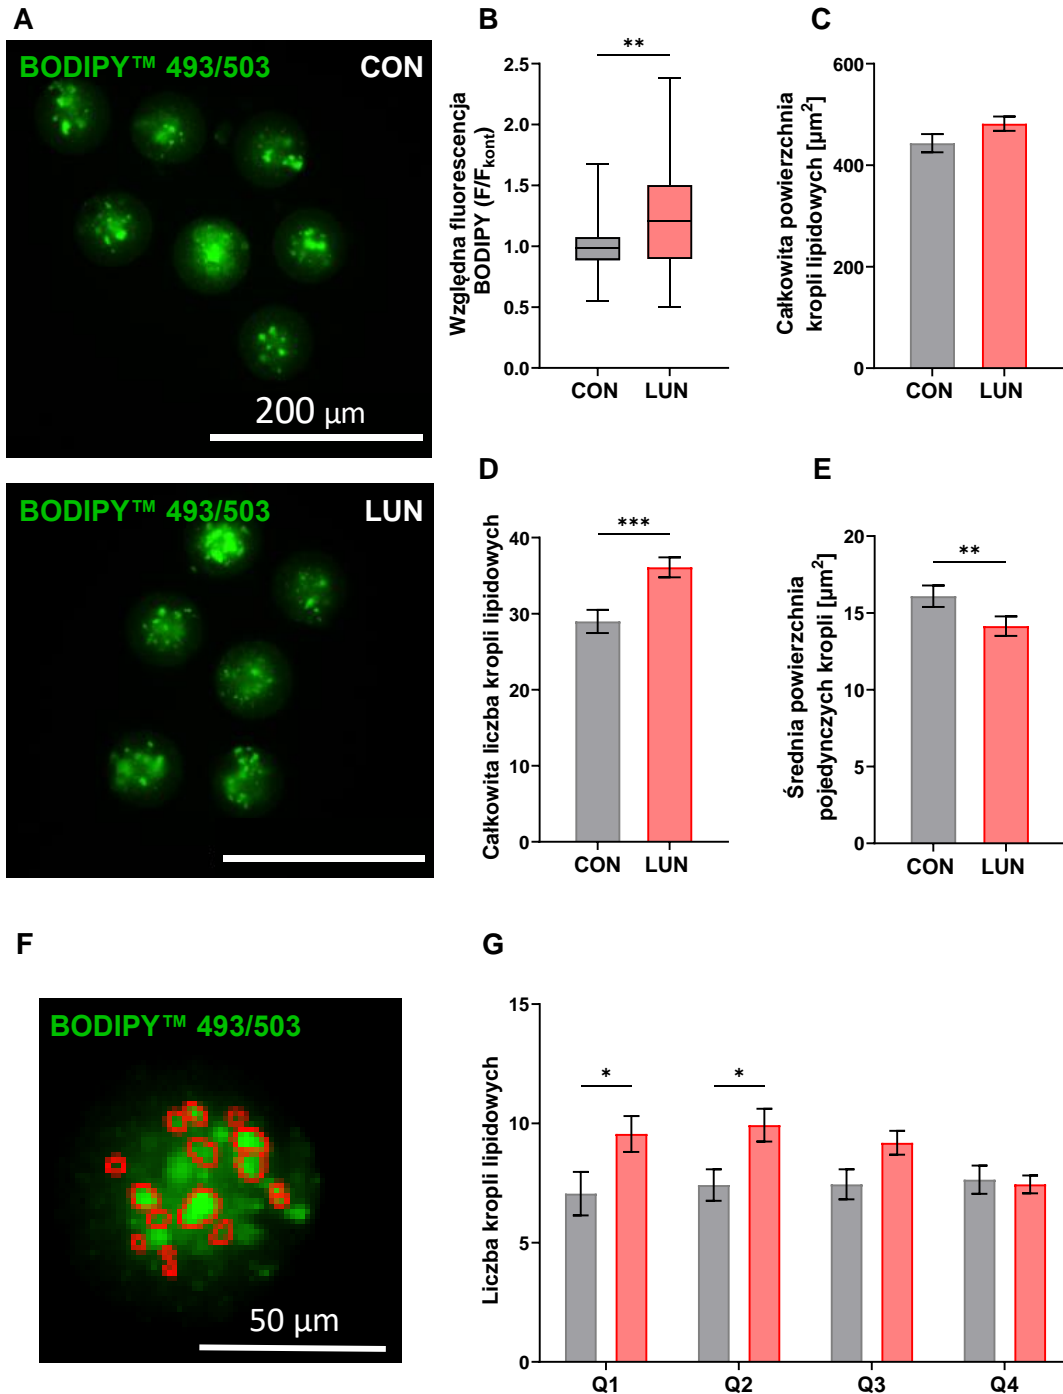 A
BODIPY™ 493/503 CON
200 µm
BODIPY™ 493/503 LUN
B
Względna fluorescencja
BODIPY (F/Fkont)
2.5
2.0
1.5
1.0
0.5
0.0
**
CON LUN
C
Całkowita powierzchnia
kropli lipidowych [µm²]
600
400
200
0
CON LUN
D
Całkowita liczba kropli lipidowych
40
30
20
10
0
***
CON LUN
E
Średnia powierzchnia
pojedynczych kropli [µm²]
20
15
10
5
0
**
CON LUN
F
BODIPY™ 493/503
50 µm
G
Liczba kropli lipidowych
15
10
5
0
* *
Q1 Q2 Q3 Q4